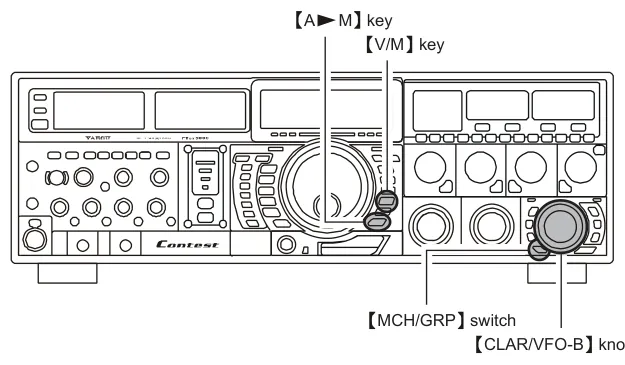 【A►M】key
【V/M】key
Contest
【MCH/GRP】switch
【CLAR/VFO-B】kno